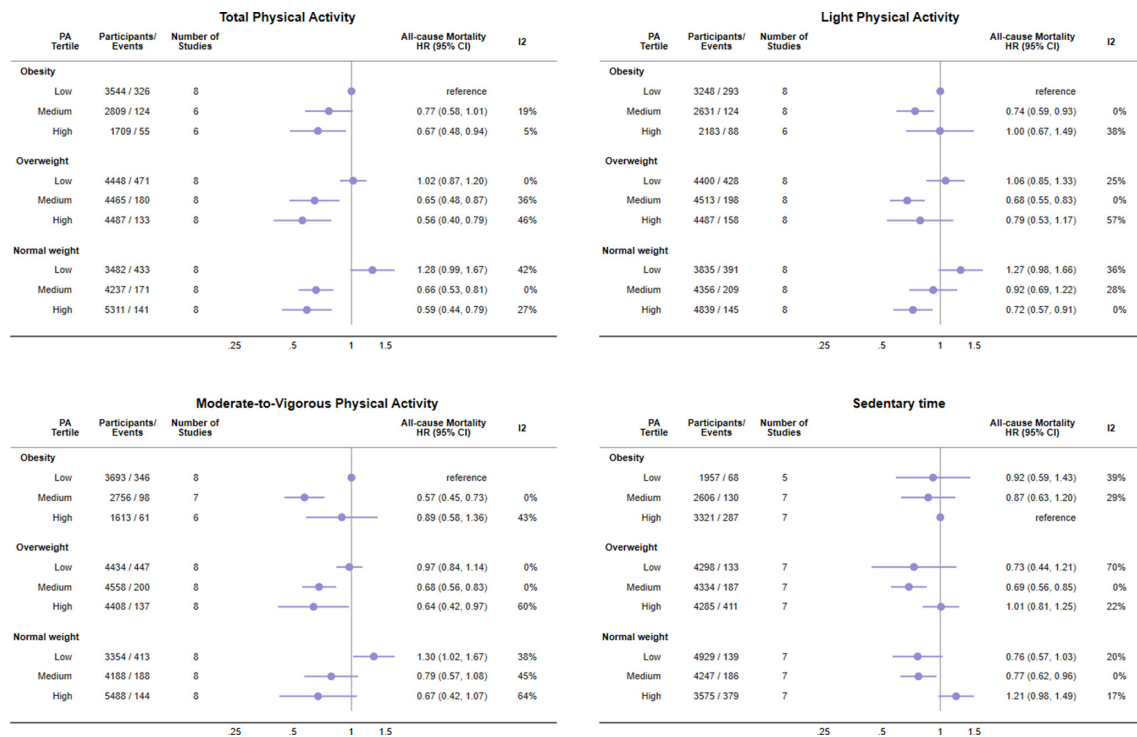 Total Physical Activity
PA Tertile Participants/ Events Number of Studies All-cause Mortality HR (95% CI) I2
Obesity
Low 3544 / 326 8 reference
Medium 2809 / 124 6 0.77 (0.58, 1.01) 19%
High 1709 / 55 6 0.67 (0.48, 0.94) 5%
Overweight
Low 4448 / 471 8 1.02 (0.87, 1.20) 0%
Medium 4465 / 180 8 0.65 (0.48, 0.87) 36%
High 4487 / 133 8 0.56 (0.40, 0.79) 46%
Normal weight
Low 3482 / 433 8 1.28 (0.99, 1.67) 42%
Medium 4237 / 171 8 0.66 (0.53, 0.81) 0%
High 5311 / 141 8 0.59 (0.44, 0.79) 27%
.25 .5 1 1.5
Light Physical Activity
PA Tertile Participants/ Events Number of Studies All-cause Mortality HR (95% CI) I2
Obesity
Low 3248 / 293 8 reference
Medium 2631 / 124 8 0.74 (0.59, 0.93) 0%
High 2183 / 88 6 1.00 (0.67, 1.49) 38%
Overweight
Low 4400 / 428 8 1.06 (0.85, 1.33) 25%
Medium 4513 / 198 8 0.68 (0.55, 0.83) 0%
High 4487 / 158 8 0.79 (0.53, 1.17) 57%
Normal weight
Low 3835 / 391 8 1.27 (0.98, 1.66) 36%
Medium 4356 / 209 8 0.92 (0.69, 1.22) 28%
High 4839 / 145 8 0.72 (0.57, 0.91) 0%
.25 .5 1 1.5
Moderate-to-Vigorous Physical Activity
PA Tertile Participants/ Events Number of Studies All-cause Mortality HR (95% CI) I2
Obesity
Low 3693 / 346 8 reference
Medium 2756 / 98 7 0.57 (0.45, 0.73) 0%
High 1613 / 61 6 0.89 (0.58, 1.36) 43%
Overweight
Low 4434 / 447 8 0.97 (0.84, 1.14) 0%
Medium 4558 / 200 8 0.68 (0.56, 0.83) 0%
High 4408 / 137 8 0.64 (0.42, 0.97) 60%
Normal weight
Low 3354 / 413 8 1.30 (1.02, 1.67) 38%
Medium 4188 / 188 8 0.79 (0.57, 1.08) 45%
High 5488 / 144 8 0.67 (0.42, 1.07) 64%
.25 .5 1 1.5
Sedentary time
PA Tertile Participants/ Events Number of Studies All-cause Mortality HR (95% CI) I2
Obesity
Low 1957 / 68 5 0.92 (0.59, 1.43) 39%
Medium 2606 / 130 7 0.87 (0.63, 1.20) 29%
High 3321 / 287 7 reference
Overweight
Low 4298 / 133 7 0.73 (0.44, 1.21) 70%
Medium 4334 / 187 7 0.69 (0.56, 0.85) 0%
High 4285 / 411 7 1.01 (0.81, 1.25) 22%
Normal weight
Low 4929 / 139 7 0.76 (0.57, 1.03) 20%
Medium 4247 / 186 7 0.77 (0.62, 0.96) 0%
High 3575 / 379 7 1.21 (0.98, 1.49) 17%
.25 .5 1 1.5